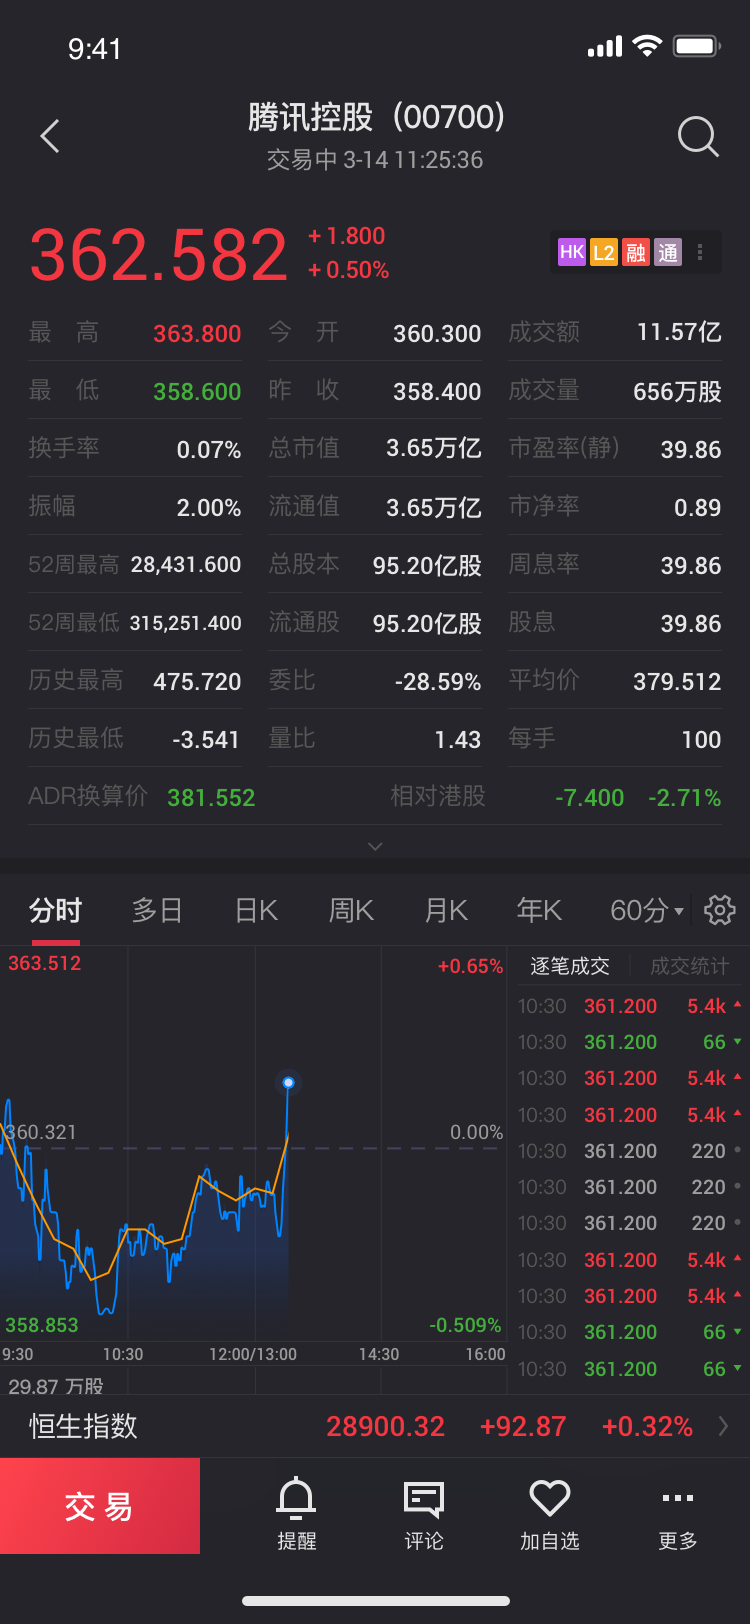 9:41
腾讯控股（00700）
交易中 3-14 11:25:36
362.582
+ 1.800
+ 0.50%
HK L2 融 通
最 高 363.800 今 开 360.300 成交额 11.57亿
最 低 358.600 昨 收 358.400 成交量 656万股
换手率 0.07% 总市值 3.65万亿 市盈率(静) 39.86
振幅 2.00% 流通值 3.65万亿 市净率 0.89
52周最高 28,431.600 总股本 95.20亿股 周息率 39.86
52周最低 315,251.400 流通股 95.20亿股 股息 39.86
历史最高 475.720 委比 -28.59% 平均价 379.512
历史最低 -3.541 量比 1.43 每手 100
ADR换算价 381.552 相对港股 -7.400 -2.71%
分时 多日 日K 周K 月K 年K 60分
363.512 +0.65%
360.321 0.00%
358.853 -0.509%
9:30 10:30 12:00/13:00 14:30 16:00
29.87 万股
逐笔成交 成交统计
10:30 361.200 5.4k
10:30 361.200 66
10:30 361.200 5.4k
10:30 361.200 5.4k
10:30 361.200 220
10:30 361.200 220
10:30 361.200 220
10:30 361.200 5.4k
10:30 361.200 5.4k
10:30 361.200 66
10:30 361.200 66
恒生指数 28900.32 +92.87 +0.32%
交易 提醒 评论 加自选 更多